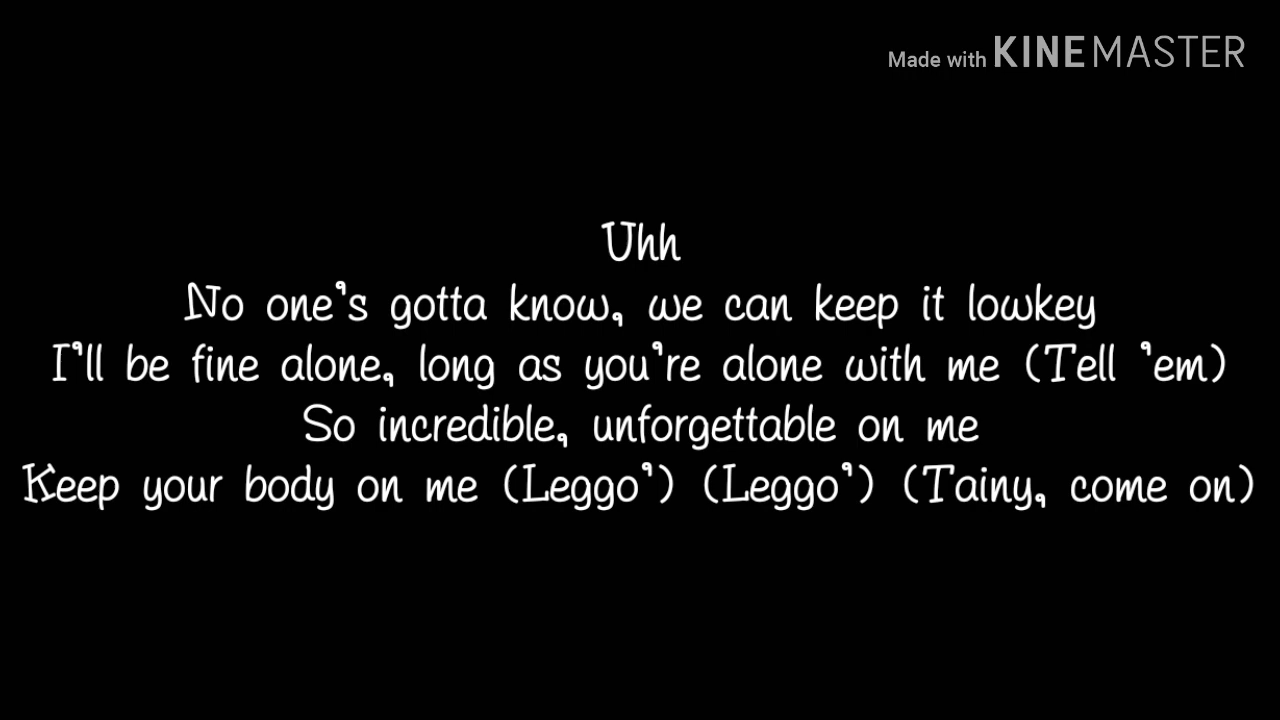 Made with KINEMASTER
Uhh
No one's gotta know, we can keep it lowkey
I'll be fine alone, long as you're alone with me (Tell 'em)
So incredible, unforgettable on me
Keep your body on me (Leggo') (Leggo') (Tainy, come on)